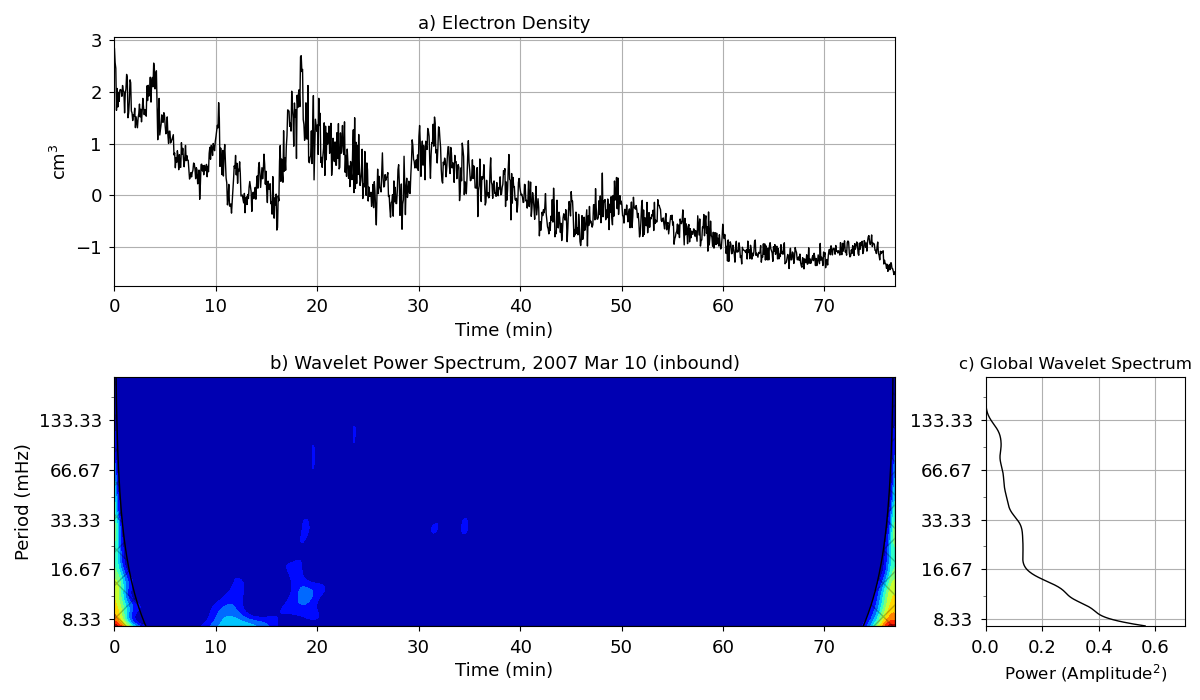 a) Electron Density
3
2
1
0
−1
cm³
0 10 20 30 40 50 60 70
Time (min)
b) Wavelet Power Spectrum, 2007 Mar 10 (inbound)
133.33
66.67
33.33
16.67
8.33
Period (mHz)
0 10 20 30 40 50 60 70
Time (min)
c) Global Wavelet Spectrum
133.33
66.67
33.33
16.67
8.33
0.0 0.2 0.4 0.6
Power (Amplitude²)